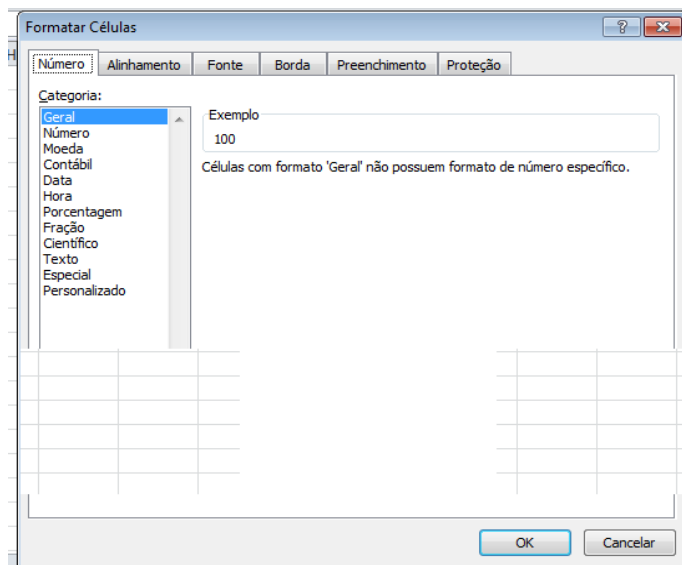 Formatar Células
H
Número Alinhamento Fonte Borda Preenchimento Proteção
Categoria:
Geral
Número
Moeda
Contábil
Data
Hora
Porcentagem
Fração
Científico
Texto
Especial
Personalizado
Exemplo
100
Células com formato 'Geral' não possuem formato de número específico.
OK Cancelar